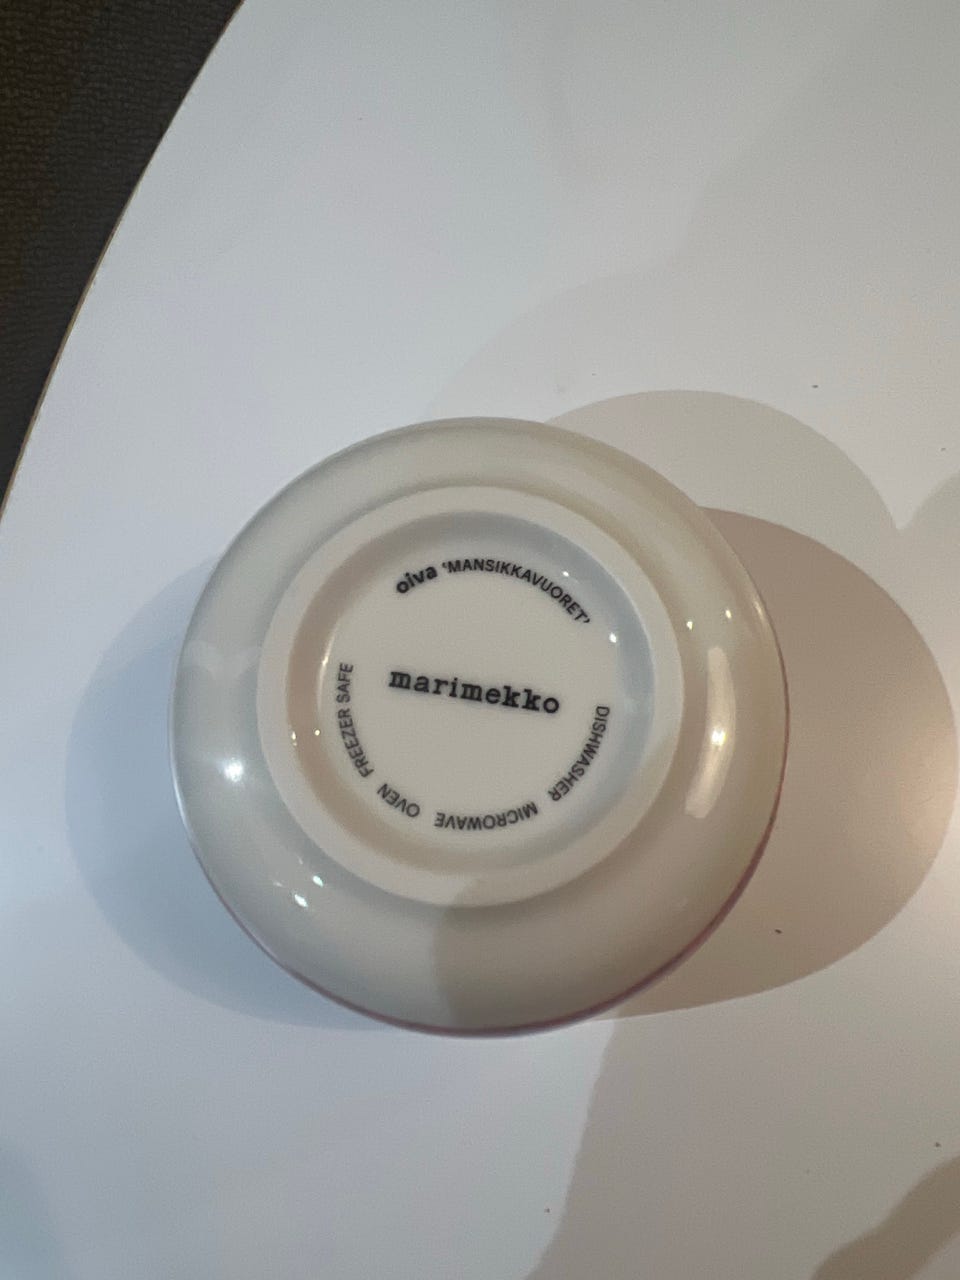 oiva ‘MANSIKKAVUORET’
marimekko
DISHWASHER MICROWAVE OVEN FREEZER SAFE